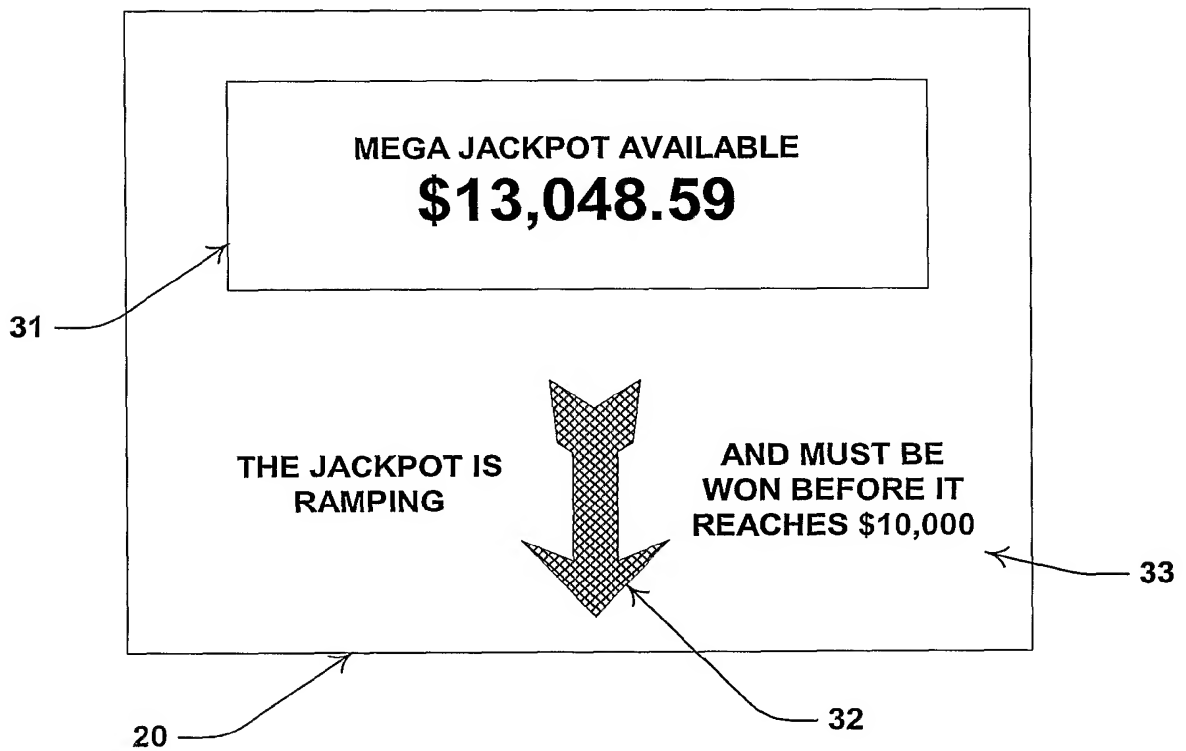 MEGA JACKPOT AVAILABLE
$13,048.59
31
THE JACKPOT IS
RAMPING
AND MUST BE
WON BEFORE IT
REACHES $10,000
33
32
20